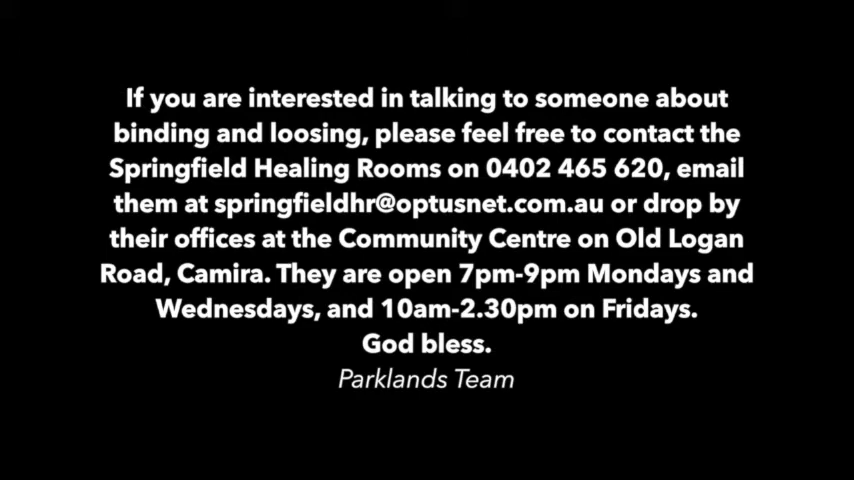 If you are interested in talking to someone about
binding and loosing, please feel free to contact the
Springfield Healing Rooms on 0402 465 620, email
them at springfieldhr@optusnet.com.au or drop by
their offices at the Community Centre on Old Logan
Road, Camira. They are open 7pm-9pm Mondays and
Wednesdays, and 10am-2.30pm on Fridays.
God bless.
Parklands Team